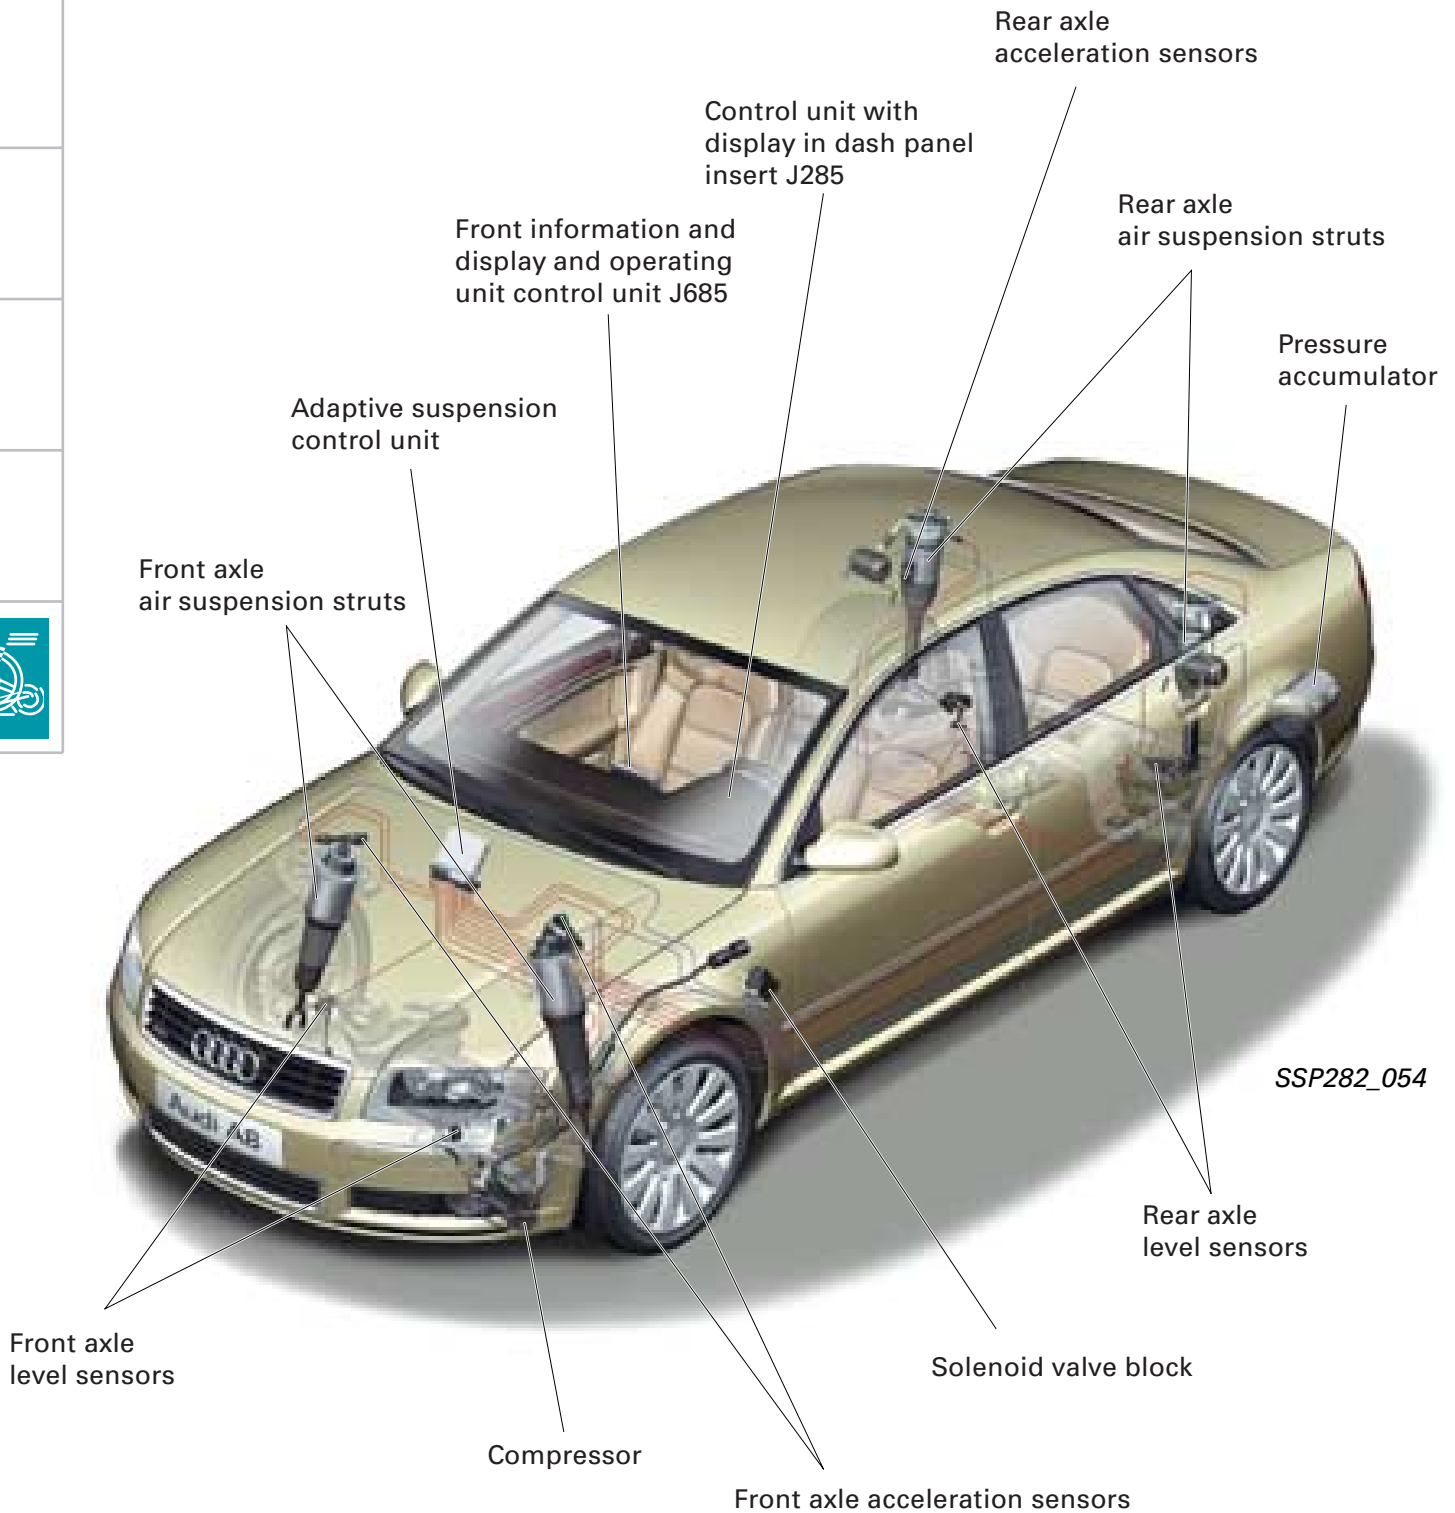 Rear axle
acceleration sensors
Control unit with
display in dash panel
insert J285
Rear axle
air suspension struts
Front information and
display and operating
unit control unit J685
Pressure
accumulator
Adaptive suspension
control unit
Front axle
air suspension struts
Audi A8
SSP282_054
Rear axle
level sensors
Front axle
level sensors
Solenoid valve block
Compressor
Front axle acceleration sensors